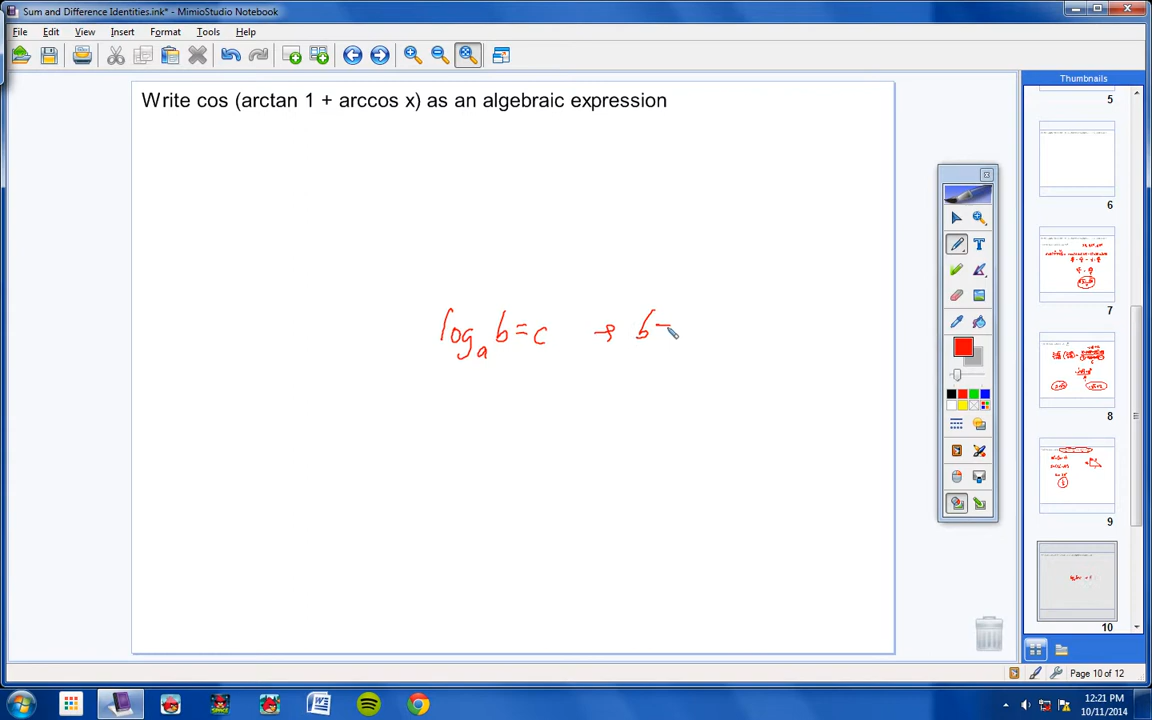 Sum and Difference Identities.ink* - MimioStudio Notebook
File Edit View Insert Format Tools Help
Thumbnails
Write cos (arctan 1 + arccos x) as an algebraic expression
5
6
log_a b = c → b =
7
8
9
10
Page 10 of 12
12:21 PM
10/11/2014